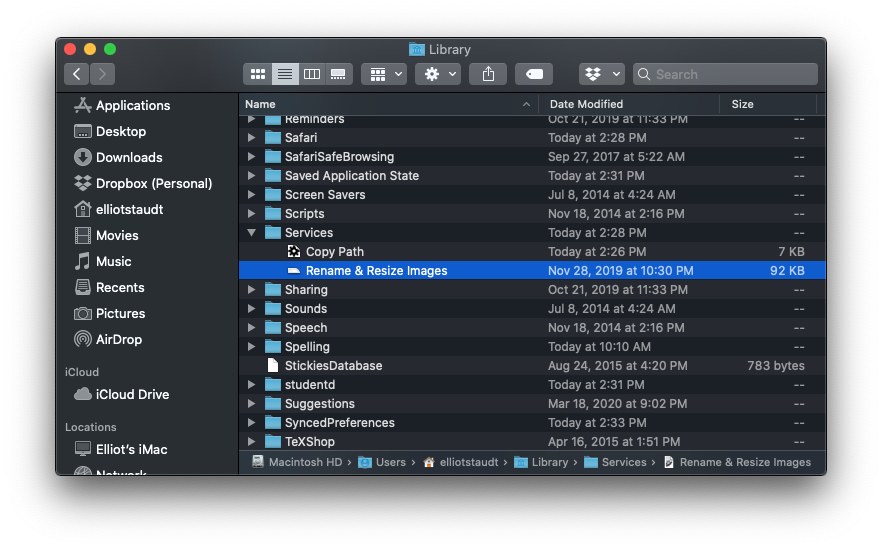 Library
Search
Applications
Desktop
Downloads
Dropbox (Personal)
elliotstaudt
Movies
Music
Recents
Pictures
AirDrop
iCloud
iCloud Drive
Locations
Elliot's iMac
Network
Name Date Modified Size
Reminders Oct 21, 2019 at 11:33 PM --
Safari Today at 2:28 PM --
SafariSafeBrowsing Sep 27, 2017 at 5:22 AM --
Saved Application State Today at 2:31 PM --
Screen Savers Jul 8, 2014 at 4:24 AM --
Scripts Nov 18, 2014 at 2:16 PM --
Services Today at 2:28 PM --
Copy Path Today at 2:26 PM 7 KB
Rename & Resize Images Nov 28, 2019 at 10:30 PM 92 KB
Sharing Oct 21, 2019 at 11:33 PM --
Sounds Jul 8, 2014 at 4:24 AM --
Speech Nov 18, 2014 at 2:16 PM --
Spelling Today at 10:10 AM --
StickiesDatabase Aug 24, 2015 at 4:20 PM 783 bytes
studentd Today at 2:31 PM --
Suggestions Mar 18, 2020 at 9:02 PM --
SyncedPreferences Today at 2:33 PM --
TeXShop Apr 16, 2015 at 1:51 PM --
Macintosh HD › Users › elliotstaudt › Library › Services › Rename & Resize Images